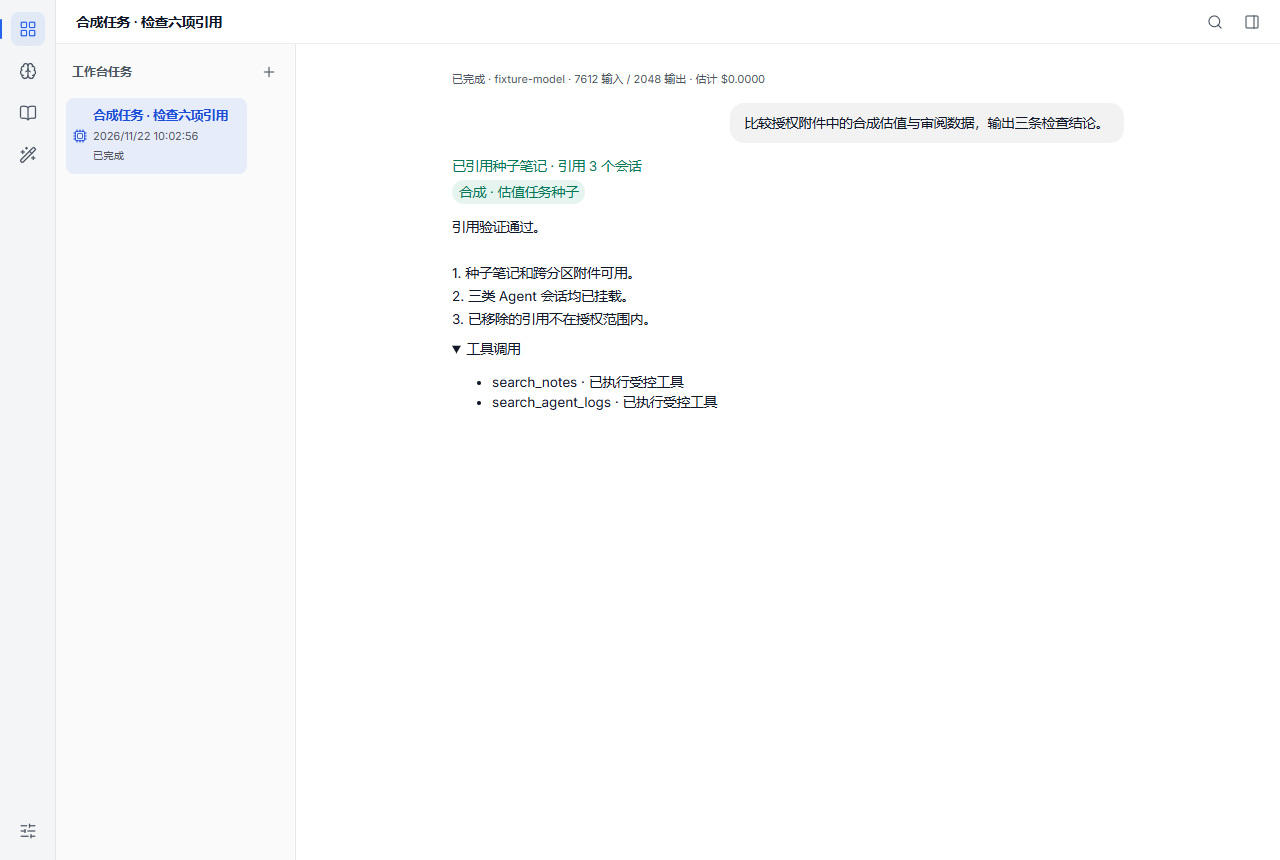 合成任务 · 检查六项引用
工作台任务
合成任务 · 检查六项引用
2026/11/22 10:02:56
已完成
已完成 · fixture-model · 7612 输入 / 2048 输出 · 估计 $0.0000
比较授权附件中的合成估值与审阅数据，输出三条检查结论。
已引用种子笔记 · 引用 3 个会话
合成 · 估值任务种子
引用验证通过。
1. 种子笔记和跨分区附件可用。
2. 三类 Agent 会话均已挂载。
3. 已移除的引用不在授权范围内。
▼ 工具调用
• search_notes · 已执行受控工具
• search_agent_logs · 已执行受控工具